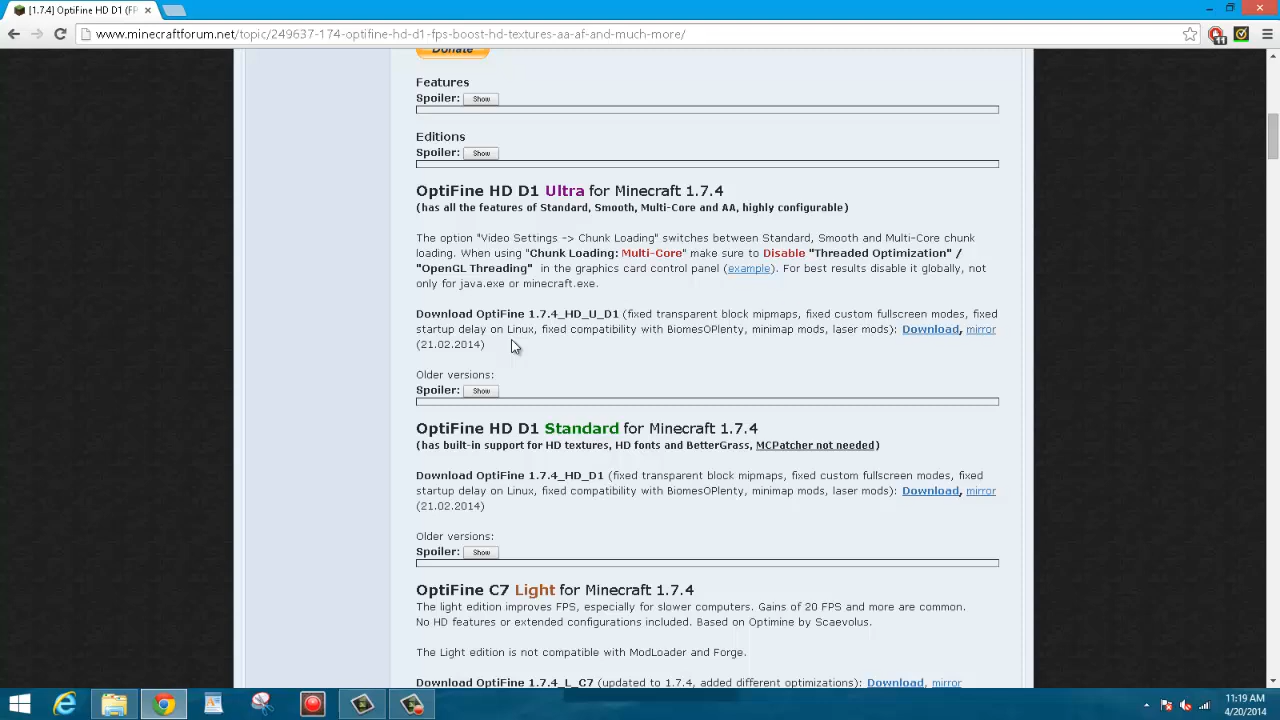 [1.7.4] OptiFine HD D1 (FP
www.minecraftforum.net/topic/249637-174-optifine-hd-d1-fps-boost-hd-textures-aa-af-and-much-more/
11
Donate
Features
Spoiler: Show
Editions
Spoiler: Show
OptiFine HD D1 Ultra for Minecraft 1.7.4
(has all the features of Standard, Smooth, Multi-Core and AA, highly configurable)
The option "Video Settings -> Chunk Loading" switches between Standard, Smooth and Multi-Core chunk
loading. When using "Chunk Loading: Multi-Core" make sure to Disable "Threaded Optimization" /
"OpenGL Threading" in the graphics card control panel (example). For best results disable it globally, not
only for java.exe or minecraft.exe.
Download OptiFine 1.7.4_HD_U_D1 (fixed transparent block mipmaps, fixed custom fullscreen modes, fixed
startup delay on Linux, fixed compatibility with BiomesOPlenty, minimap mods, laser mods): Download, mirror
(21.02.2014)
Older versions:
Spoiler: Show
OptiFine HD D1 Standard for Minecraft 1.7.4
(has built-in support for HD textures, HD fonts and BetterGrass, MCPatcher not needed)
Download OptiFine 1.7.4_HD_D1 (fixed transparent block mipmaps, fixed custom fullscreen modes, fixed
startup delay on Linux, fixed compatibility with BiomesOPlenty, minimap mods, laser mods): Download, mirror
(21.02.2014)
Older versions:
Spoiler: Show
OptiFine C7 Light for Minecraft 1.7.4
The light edition improves FPS, especially for slower computers. Gains of 20 FPS and more are common.
No HD features or extended configurations included. Based on Optimine by Scaevolus.
The Light edition is not compatible with ModLoader and Forge.
Download OptiFine 1.7.4_L_C7 (updated to 1.7.4, added different optimizations): Download, mirror
11:19 AM
4/20/2014